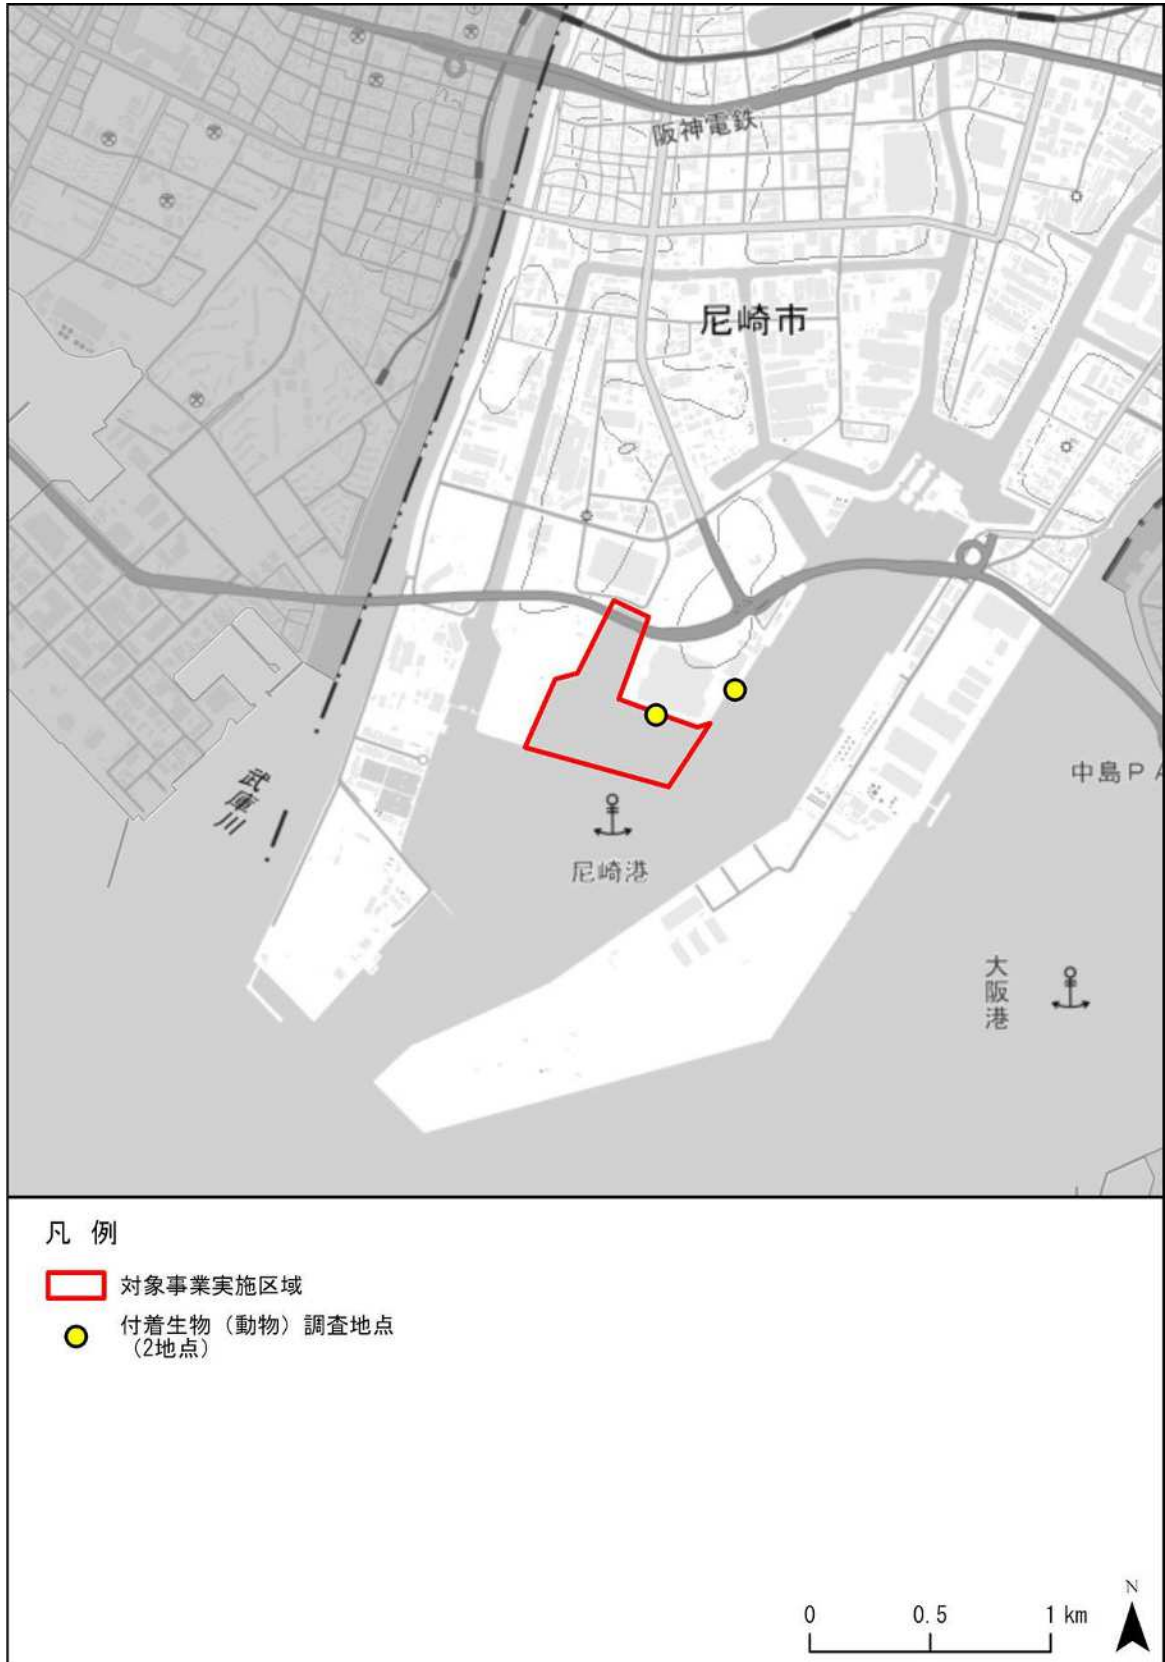 阪神電鉄
尼崎市
武庫川
中島PA
尼崎港
大阪港
凡 例
対象事業実施区域
付着生物（動物）調査地点
（2地点）
N
0 0.5 1 km